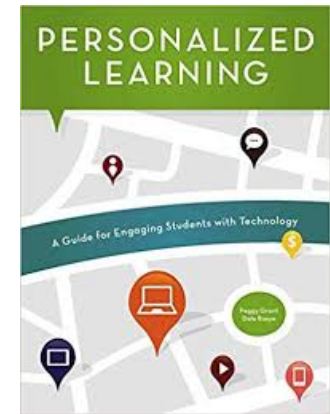 PERSONALIZED
LEARNING
A Guide for Engaging Students with Technology
$
Peggy Grant
Dale Basye